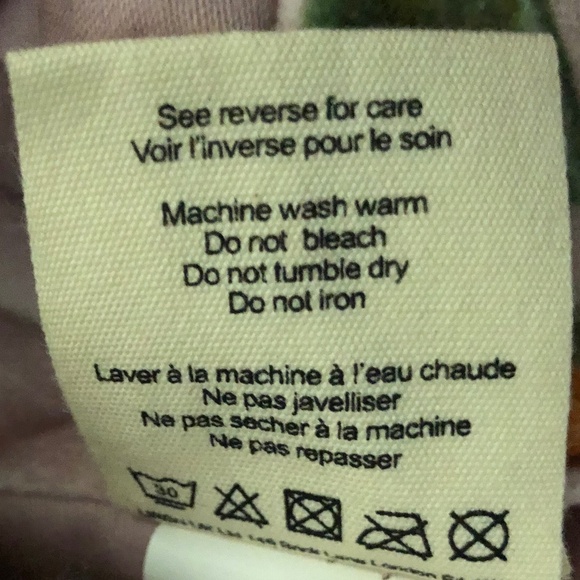 See reverse for care
Voir l'inverse pour le soin
Machine wash warm
Do not bleach
Do not tumble dry
Do not iron
Laver à la machine à l'eau chaude
Ne pas javelliser
Ne pas secher à la machine
Ne pas repasser
30
London